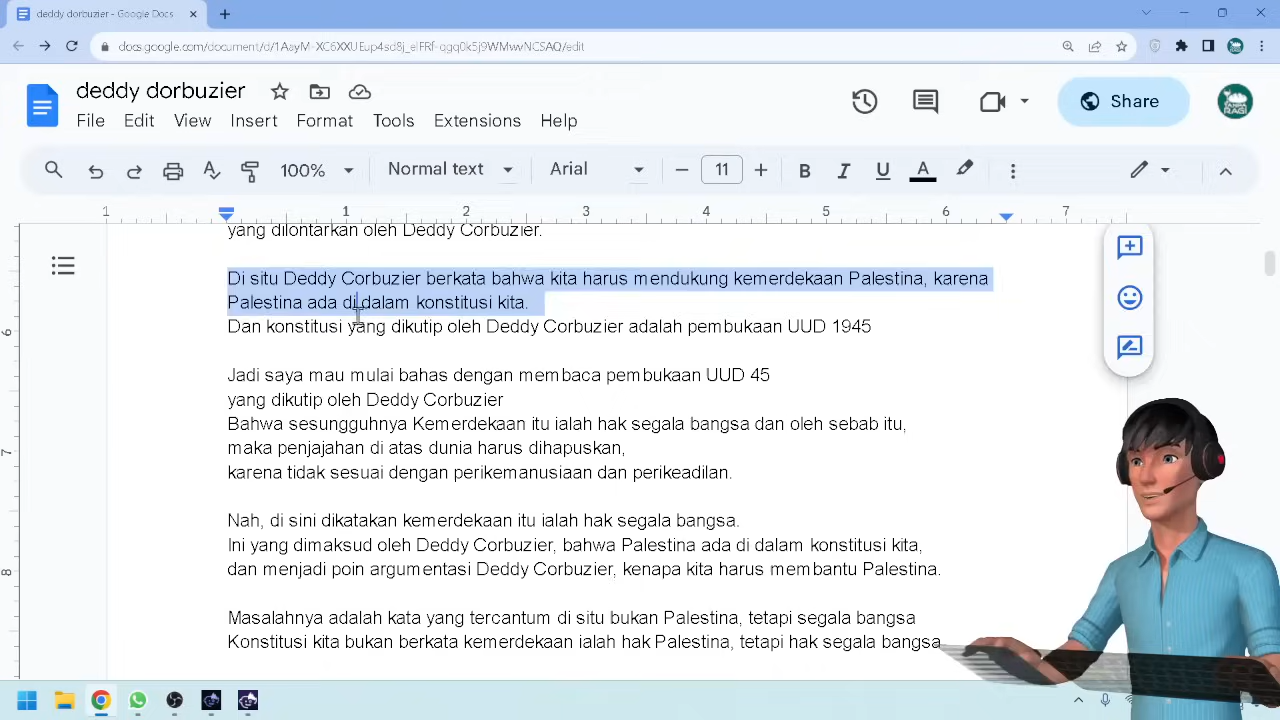 deddy dorbuzier - Google Docs
docs.google.com/document/d/
deddy dorbuzier
File Edit View Insert Format Tools Extensions Help
Share
100% Normal text Arial 11 B I U A
1 1 2 3 4 5 6 7
yang dilontarkan oleh Deddy Corbuzier.
Di situ Deddy Corbuzier berkata bahwa kita harus mendukung kemerdekaan Palestina, karena
Palestina ada di dalam konstitusi kita.
Dan konstitusi yang dikutip oleh Deddy Corbuzier adalah pembukaan UUD 1945
6
Jadi saya mau mulai bahas dengan membaca pembukaan UUD 45
yang dikutip oleh Deddy Corbuzier
Bahwa sesungguhnya Kemerdekaan itu ialah hak segala bangsa dan oleh sebab itu,
maka penjajahan di atas dunia harus dihapuskan,
7
karena tidak sesuai dengan perikemanusiaan dan perikeadilan.
Nah, di sini dikatakan kemerdekaan itu ialah hak segala bangsa.
Ini yang dimaksud oleh Deddy Corbuzier, bahwa Palestina ada di dalam konstitusi kita,
dan menjadi poin argumentasi Deddy Corbuzier, kenapa kita harus membantu Palestina.
8
Masalahnya adalah kata yang tercantum di situ bukan Palestina, tetapi segala bangsa
Konstitusi kita bukan berkata kemerdekaan ialah hak Palestina, tetapi hak segala bangsa